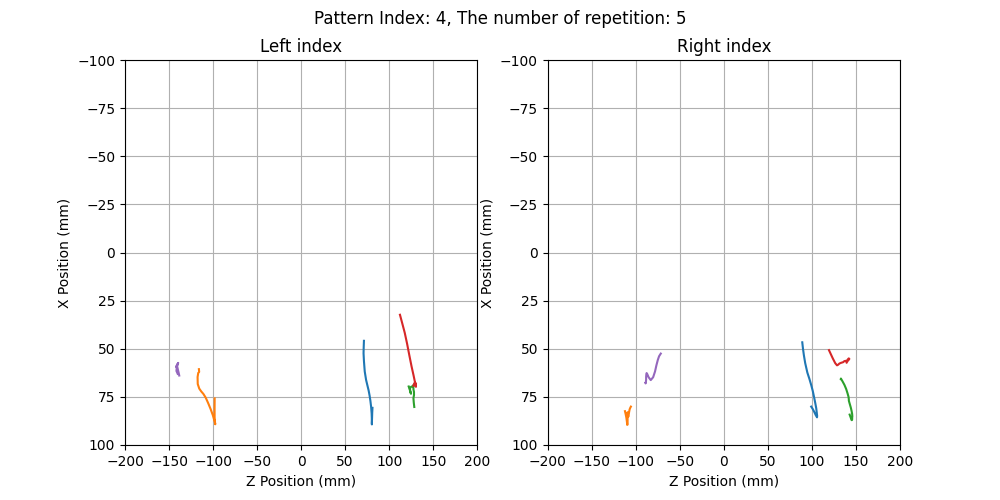 Pattern Index: 4, The number of repetition: 5
Left index
Right index
−100
−75
−50
−25
0
25
50
75
100
X Position (mm)
−200 −150 −100 −50 0 50 100 150 200
Z Position (mm)
−100
−75
−50
−25
0
25
50
75
100
X Position (mm)
−200 −150 −100 −50 0 50 100 150 200
Z Position (mm)